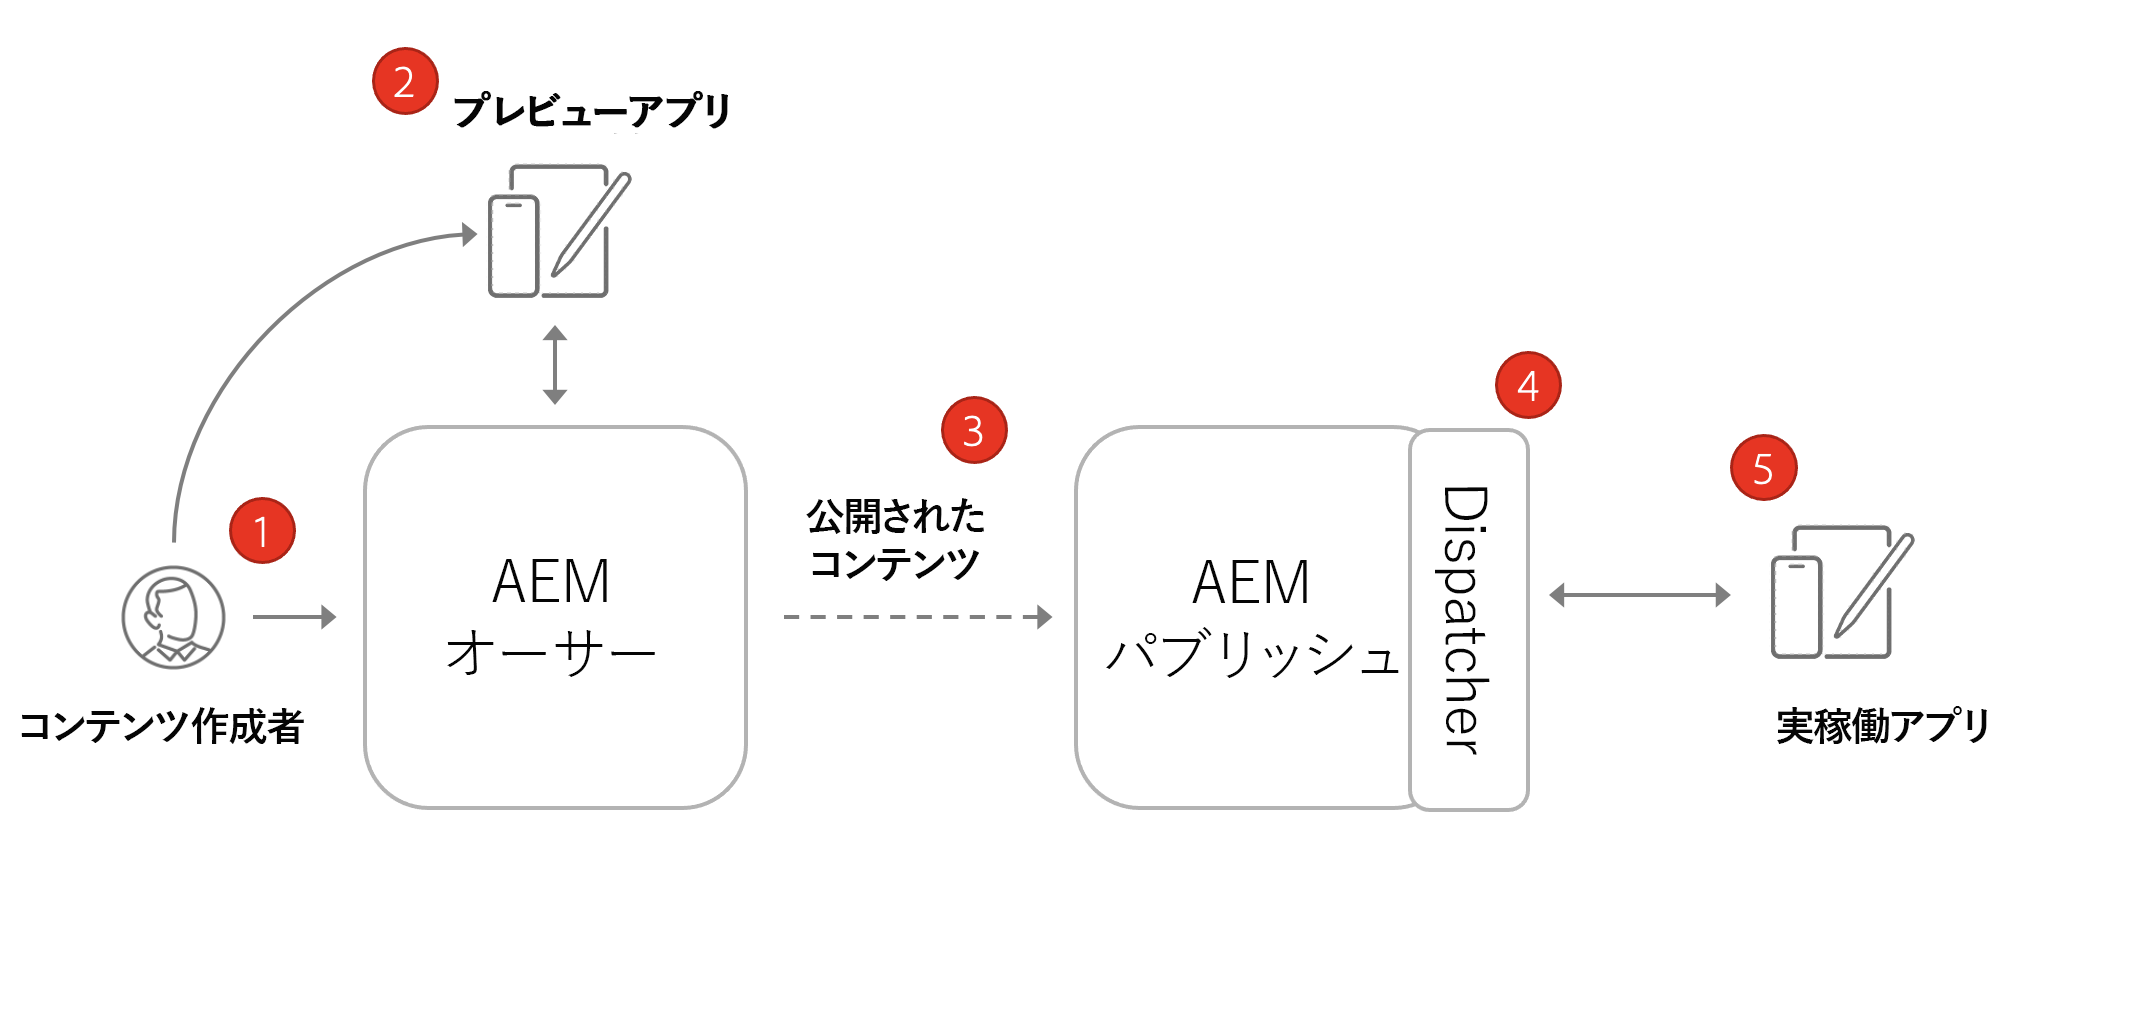 2
プレビューアプリ
1
コンテンツ作成者
AEM
オーサー
3
公開された
コンテンツ
AEM
パブリッシュ
4
Dispatcher
5
実稼働アプリ